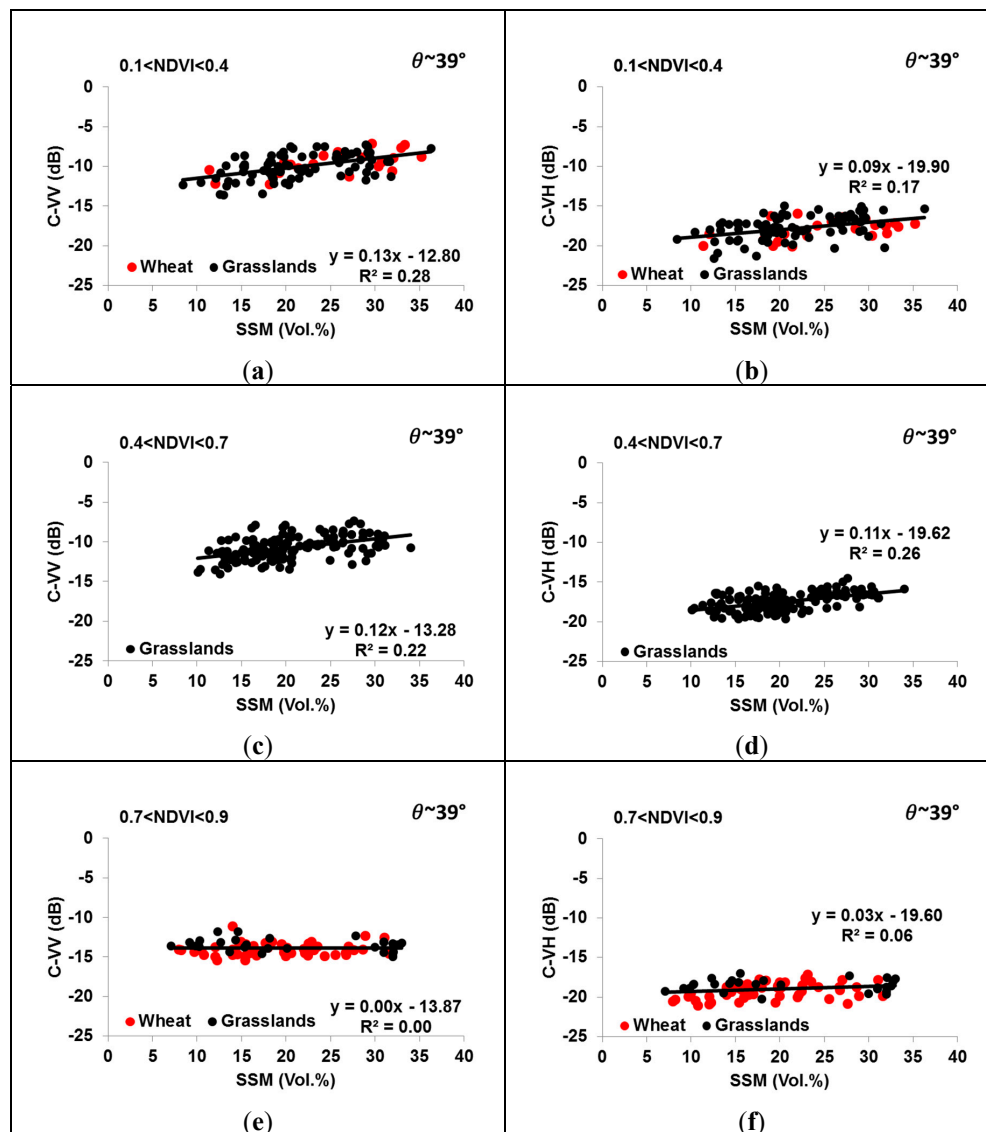 0.1<NDVI<0.4 θ~39°
0
-5
-10
-15
-20
-25
C-VV (dB)
Wheat Grasslands
y = 0.13x - 12.80
R² = 0.28
0 5 10 15 20 25 30 35 40
SSM (Vol.%)
(a)
0.1<NDVI<0.4 θ~39°
0
-5
-10
-15
-20
-25
C-VH (dB)
y = 0.09x - 19.90
R² = 0.17
Wheat Grasslands
0 5 10 15 20 25 30 35 40
SSM (Vol.%)
(b)
0.4<NDVI<0.7 θ~39°
0
-5
-10
-15
-20
-25
C-VV (dB)
Grasslands
y = 0.12x - 13.28
R² = 0.22
0 5 10 15 20 25 30 35 40
SSM (Vol.%)
(c)
0.4<NDVI<0.7 θ~39°
0
-5
-10
-15
-20
-25
C-VH (dB)
y = 0.11x - 19.62
R² = 0.26
Grasslands
0 5 10 15 20 25 30 35 40
SSM (Vol.%)
(d)
0.7<NDVI<0.9 θ~39°
0
-5
-10
-15
-20
-25
C-VV (dB)
y = 0.00x - 13.87
R² = 0.00
Wheat Grasslands
0 5 10 15 20 25 30 35 40
SSM (Vol.%)
(e)
0.7<NDVI<0.9 θ~39°
0
-5
-10
-15
-20
-25
C-VH (dB)
y = 0.03x - 19.60
R² = 0.06
Wheat Grasslands
0 5 10 15 20 25 30 35 40
SSM (Vol.%)
(f)